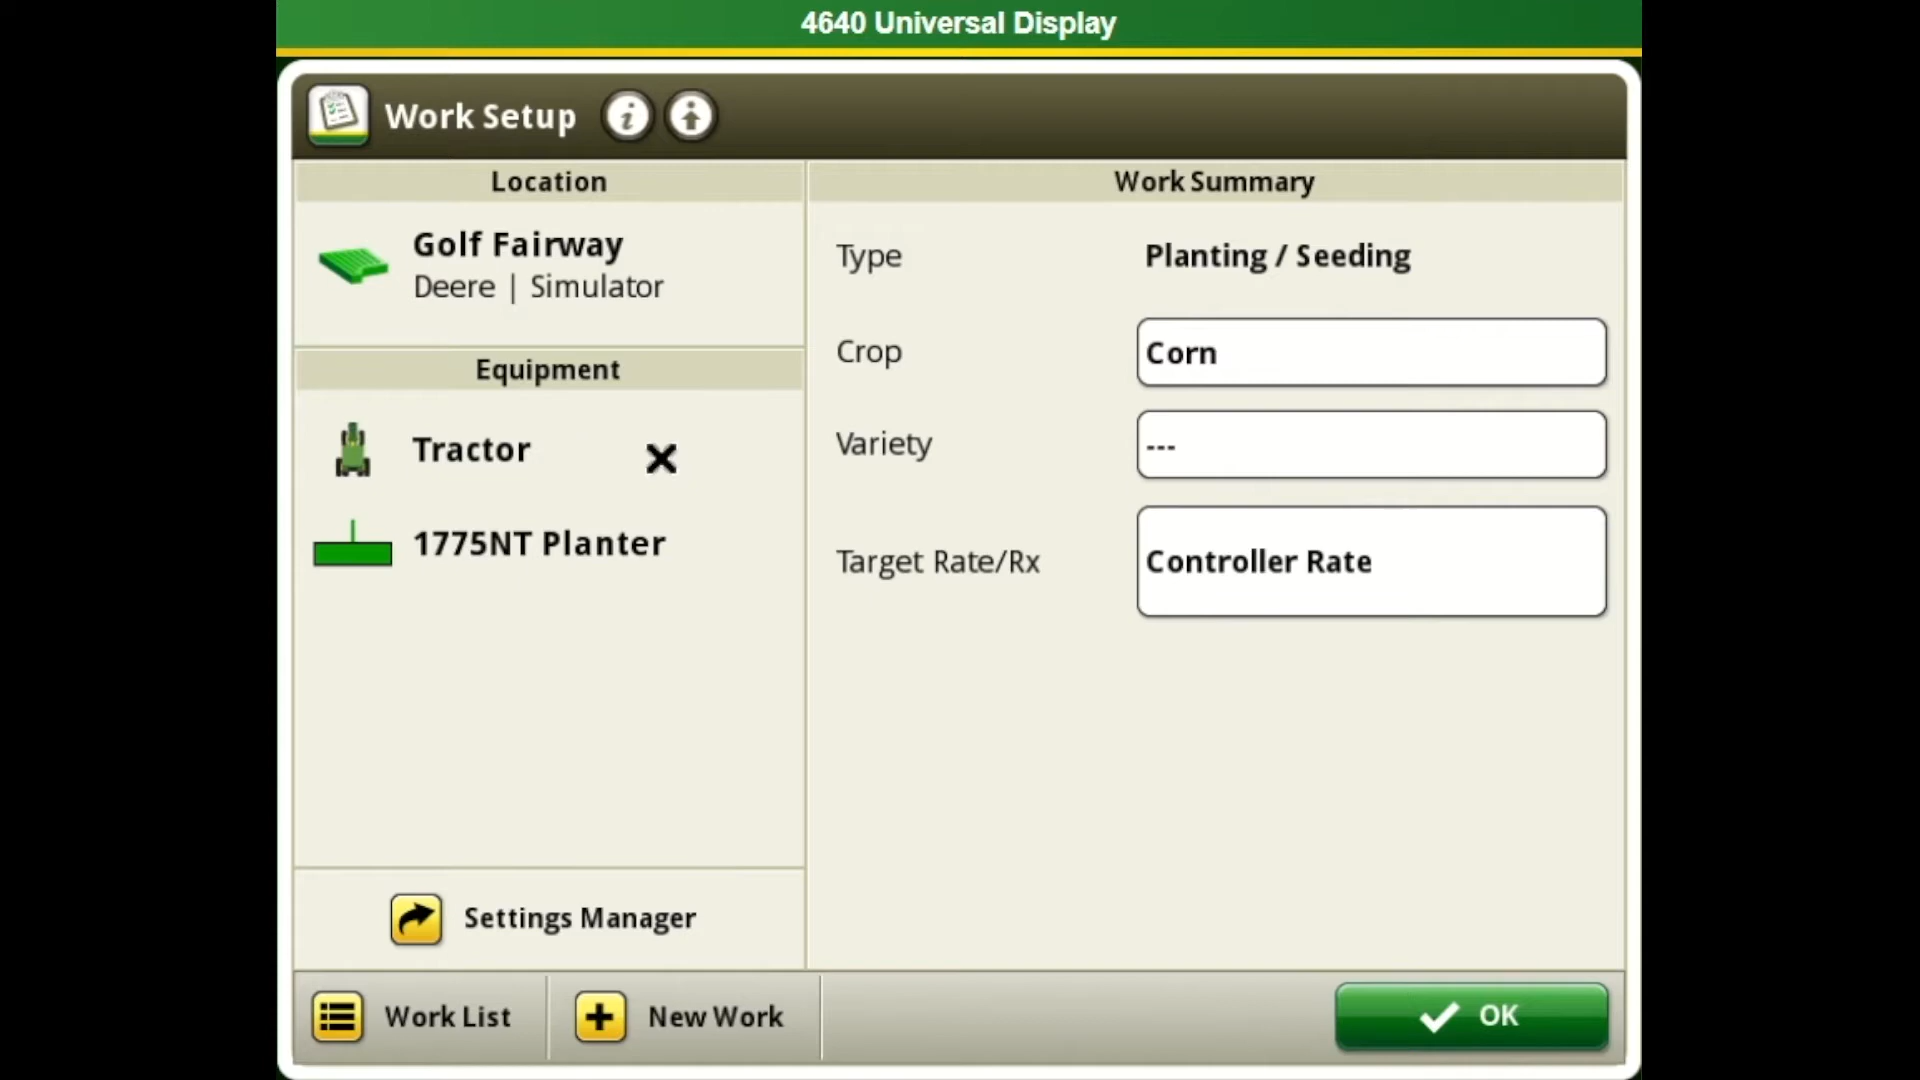 4640 Universal Display
Work Setup
Location
Golf Fairway
Deere | Simulator
Equipment
Tractor
1775NT Planter
Settings Manager
Work Summary
Type Planting / Seeding
Crop Corn
Variety ---
Target Rate/Rx Controller Rate
Work List
New Work
OK